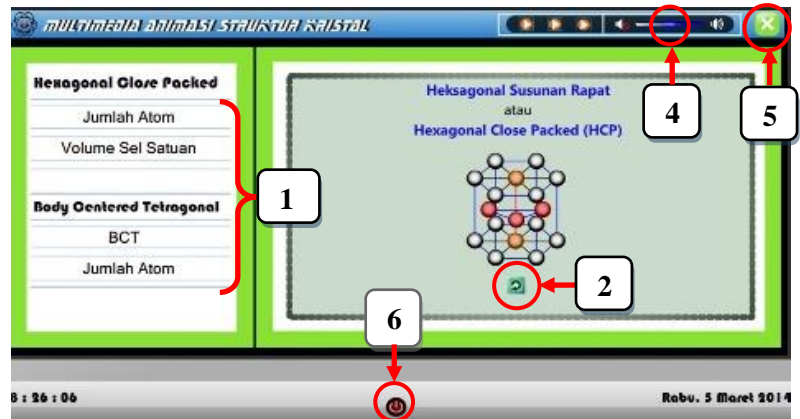 MULTIMEDIA ANIMASI STRUKTUR KRISTAL
4
5
Hexagonal Close Packed
Jumlah Atom
Volume Sel Satuan
Body Centered Tetragonal
BCT
Jumlah Atom
1
Heksagonal Susunan Rapat
atau
Hexagonal Close Packed (HCP)
2
6
: 26 : 06
Rabu. 5 Maret 2014